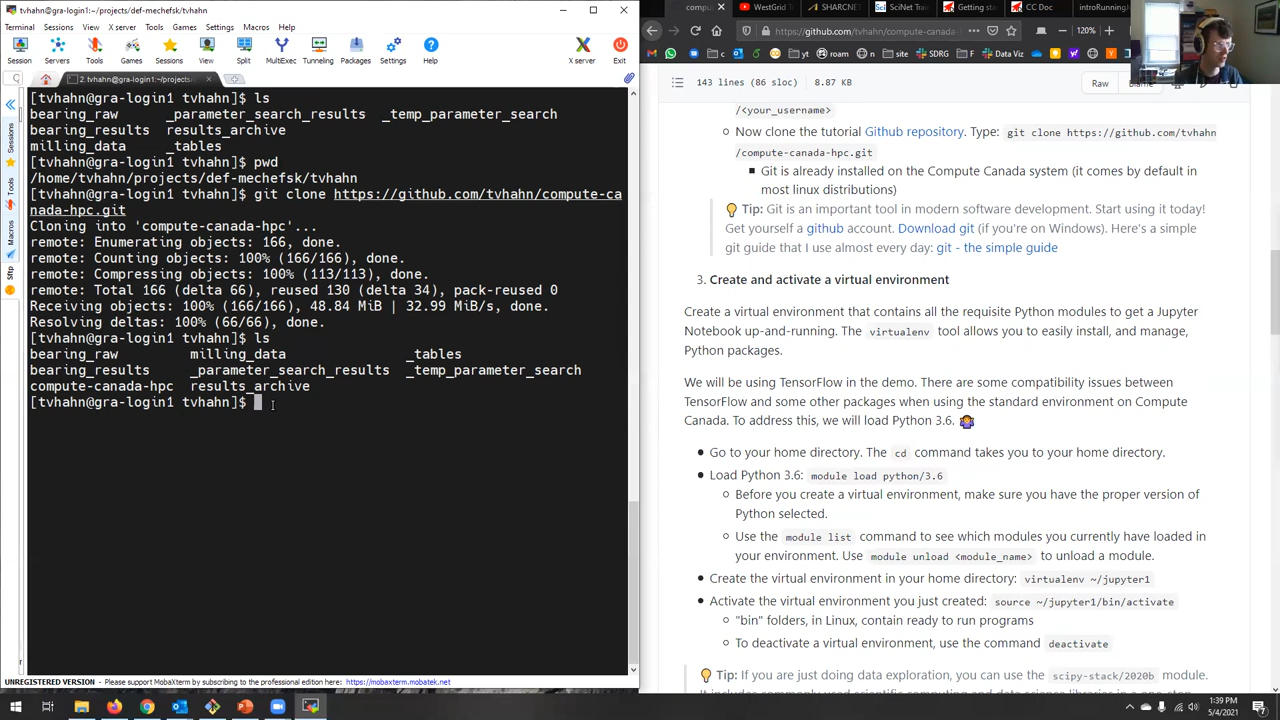 tvhahn@gra-login1:~/projects/def-mechefsk/tvhahn
Terminal Sessions View X server Tools Games Settings Macros Help
Session Servers Tools Games Sessions View Split MultiExec Tunneling Packages Settings Help X server Exit
2. tvhahn@gra-login1:~/projects
Sessions
Tools
Macros
Sftp
[tvhahn@gra-login1 tvhahn]$ ls
bearing_raw _parameter_search_results _temp_parameter_search
bearing_results results_archive
milling_data _tables
[tvhahn@gra-login1 tvhahn]$ pwd
/home/tvhahn/projects/def-mechefsk/tvhahn
[tvhahn@gra-login1 tvhahn]$ git clone https://github.com/tvhahn/compute-ca
nada-hpc.git
Cloning into 'compute-canada-hpc'...
remote: Enumerating objects: 166, done.
remote: Counting objects: 100% (166/166), done.
remote: Compressing objects: 100% (113/113), done.
remote: Total 166 (delta 66), reused 130 (delta 34), pack-reused 0
Receiving objects: 100% (166/166), 48.84 MiB | 32.99 MiB/s, done.
Resolving deltas: 100% (66/66), done.
[tvhahn@gra-login1 tvhahn]$ ls
bearing_raw milling_data _tables
bearing_results _parameter_search_results _temp_parameter_search
compute-canada-hpc results_archive
[tvhahn@gra-login1 tvhahn]$
UNREGISTERED VERSION - Please support MobaXterm by subscribing to the professional edition here: https://mobaxterm.mobatek.net
WestGrid SHARCNET SciNet Getting CC Doc introRunning
https://github.com/tvhahn/compute-canada- 120%
143 lines (86 sloc) 8.87 KB Raw Blame
/<your_username>
Now clone the tutorial Github repository. Type: git clone https://github.com/tvhahn
/compute-canada-hpc.git
Git is already installed on the Compute Canada system (it comes by default in
most linux distributions)
Tip: Git is an important tool in modern software development. Start using it today!
Get yourself a github account. Download git (if you're on Windows). Here's a simple
git guide that I use almost every day: git - the simple guide
3. Create and activate a virtual environment
Create a virtual environment that contains all the requisite Python modules to get a Jupyter
Notebook up-and-running. The virtualenv tool allows you to easily install, and manage,
Python packages.
We will be using TensorFlow in the demo. There are some compatibility issues between
TensorFlow and some other packages when using the standard environment on Compute
Canada. To address this, we will load Python 3.6.
Go to your home directory. The cd command takes you to your home directory.
Load Python 3.6: module load python/3.6
Before you create a virtual environment, make sure you have the proper version of
Python selected.
Use the module list command to see which modules you currently have loaded in
your environment. Use module unload <module_name> to unload a module.
Create the virtual environment in your home directory: virtualenv ~/jupyter1
Activate the virtual environment you just created: source ~/jupyter1/bin/activate
"bin" folders, in Linux, contain ready to run programs
To deactivate a virtual environment, use the command deactivate
Tip: If you are just doing data exploration, you can use the scipy-stack/2020b module.
1:39 PM
5/4/2021